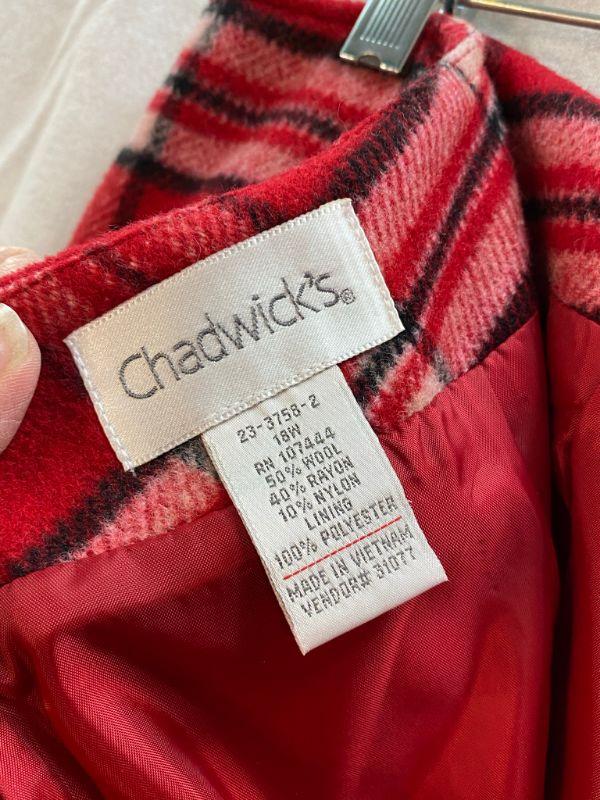 Chadwick's®
23-3758-2
18W
RN 107444
50% WOOL
40% RAYON
10% NYLON
LINING
100% POLYESTER
MADE IN VIETNAM
VENDOR# 31077